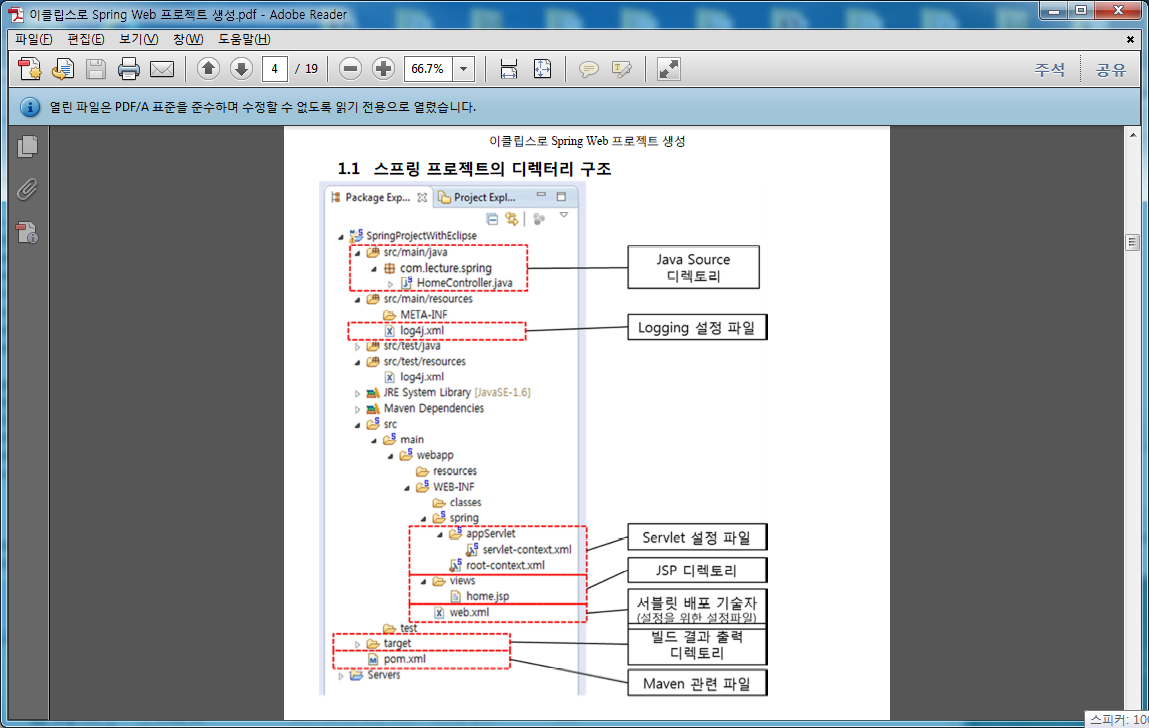 이클립스로 Spring Web 프로젝트 생성.pdf - Adobe Reader
파일(F) 편집(E) 보기(V) 창(W) 도움말(H)
4 / 19 66.7% 주석 공유
열린 파일은 PDF/A 표준을 준수하며 수정할 수 없도록 읽기 전용으로 열렸습니다.
이클립스로 Spring Web 프로젝트 생성
1.1 스프링 프로젝트의 디렉터리 구조
Package Exp... Project Expl...
SpringProjectWithEclipse
src/main/java
com.lecture.spring
HomeController.java
src/main/resources
META-INF
log4j.xml
src/test/java
src/test/resources
log4j.xml
JRE System Library [JavaSE-1.6]
Maven Dependencies
src
main
webapp
resources
WEB-INF
classes
spring
appServlet
servlet-context.xml
root-context.xml
views
home.jsp
web.xml
test
target
pom.xml
Servers
Java Source
디렉토리
Logging 설정 파일
Servlet 설정 파일
JSP 디렉토리
서블릿 배포 기술자
(설정을 위한 설정파일)
빌드 결과 출력
디렉토리
Maven 관련 파일
스피커: 100